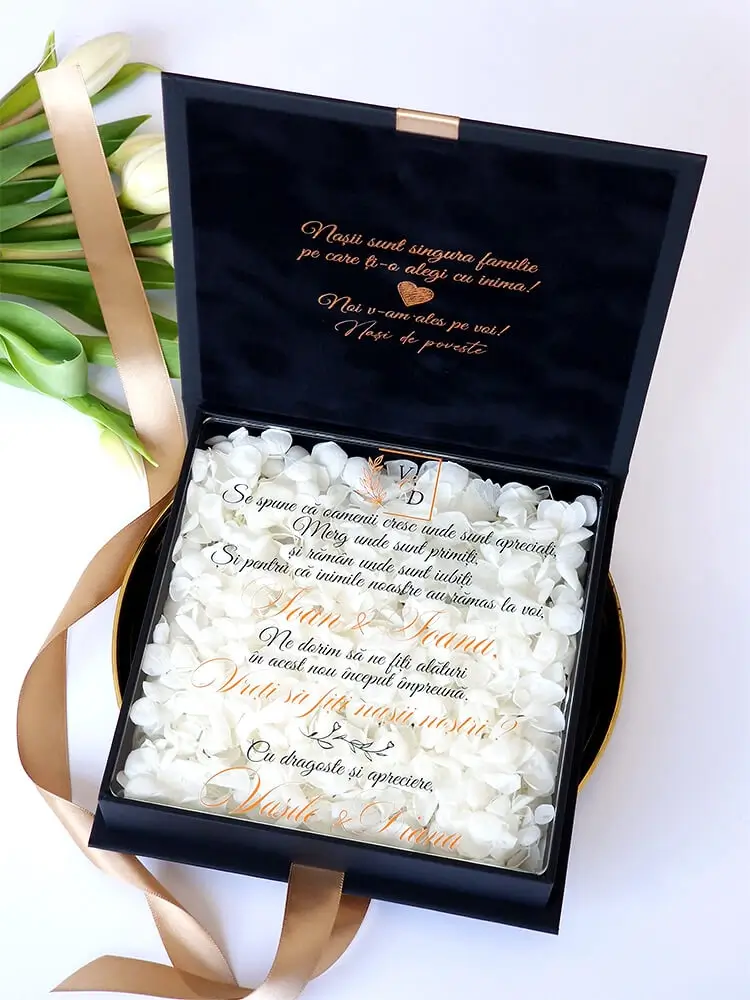 Nașii sunt singura familie
pe care ți-o alegi cu inima!
Noi v-am ales pe voi!
Nași de poveste
V
D
Se spune că oamenii cresc unde sunt apreciați,
Merg unde sunt primiți,
și rămân unde sunt iubiți
Și pentru că inimile noastre au rămas la voi,
Ioan & Ioana,
Ne dorim să ne fiți alături
în acest nou început împreună,
Vreți să fiți nașii noștri ?
Cu dragoste și apreciere,
Vasile & Diana